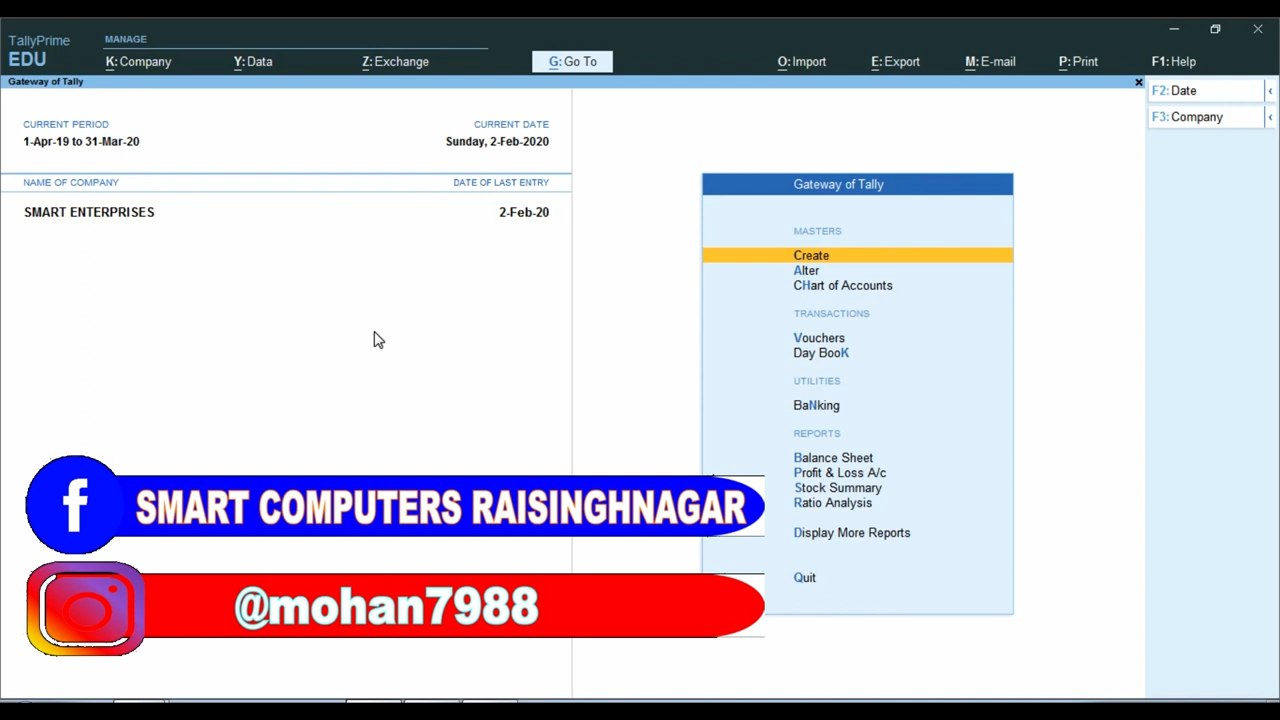 TallyPrime
EDU
MANAGE
K: Company
Y: Data
Z: Exchange
G: Go To
O: Import
E: Export
M: E-mail
P: Print
F1: Help
Gateway of Tally
F2: Date
F3: Company
CURRENT PERIOD
CURRENT DATE
1-Apr-19 to 31-Mar-20
Sunday, 2-Feb-2020
NAME OF COMPANY
DATE OF LAST ENTRY
SMART ENTERPRISES
2-Feb-20
Gateway of Tally
MASTERS
Create
Alter
CHart of Accounts
TRANSACTIONS
Vouchers
Day BooK
UTILITIES
BaNking
REPORTS
Balance Sheet
Profit & Loss A/c
Stock Summary
Ratio Analysis
Display More Reports
Quit
f SMART COMPUTERS RAISINGHNAGAR
@mohan7988